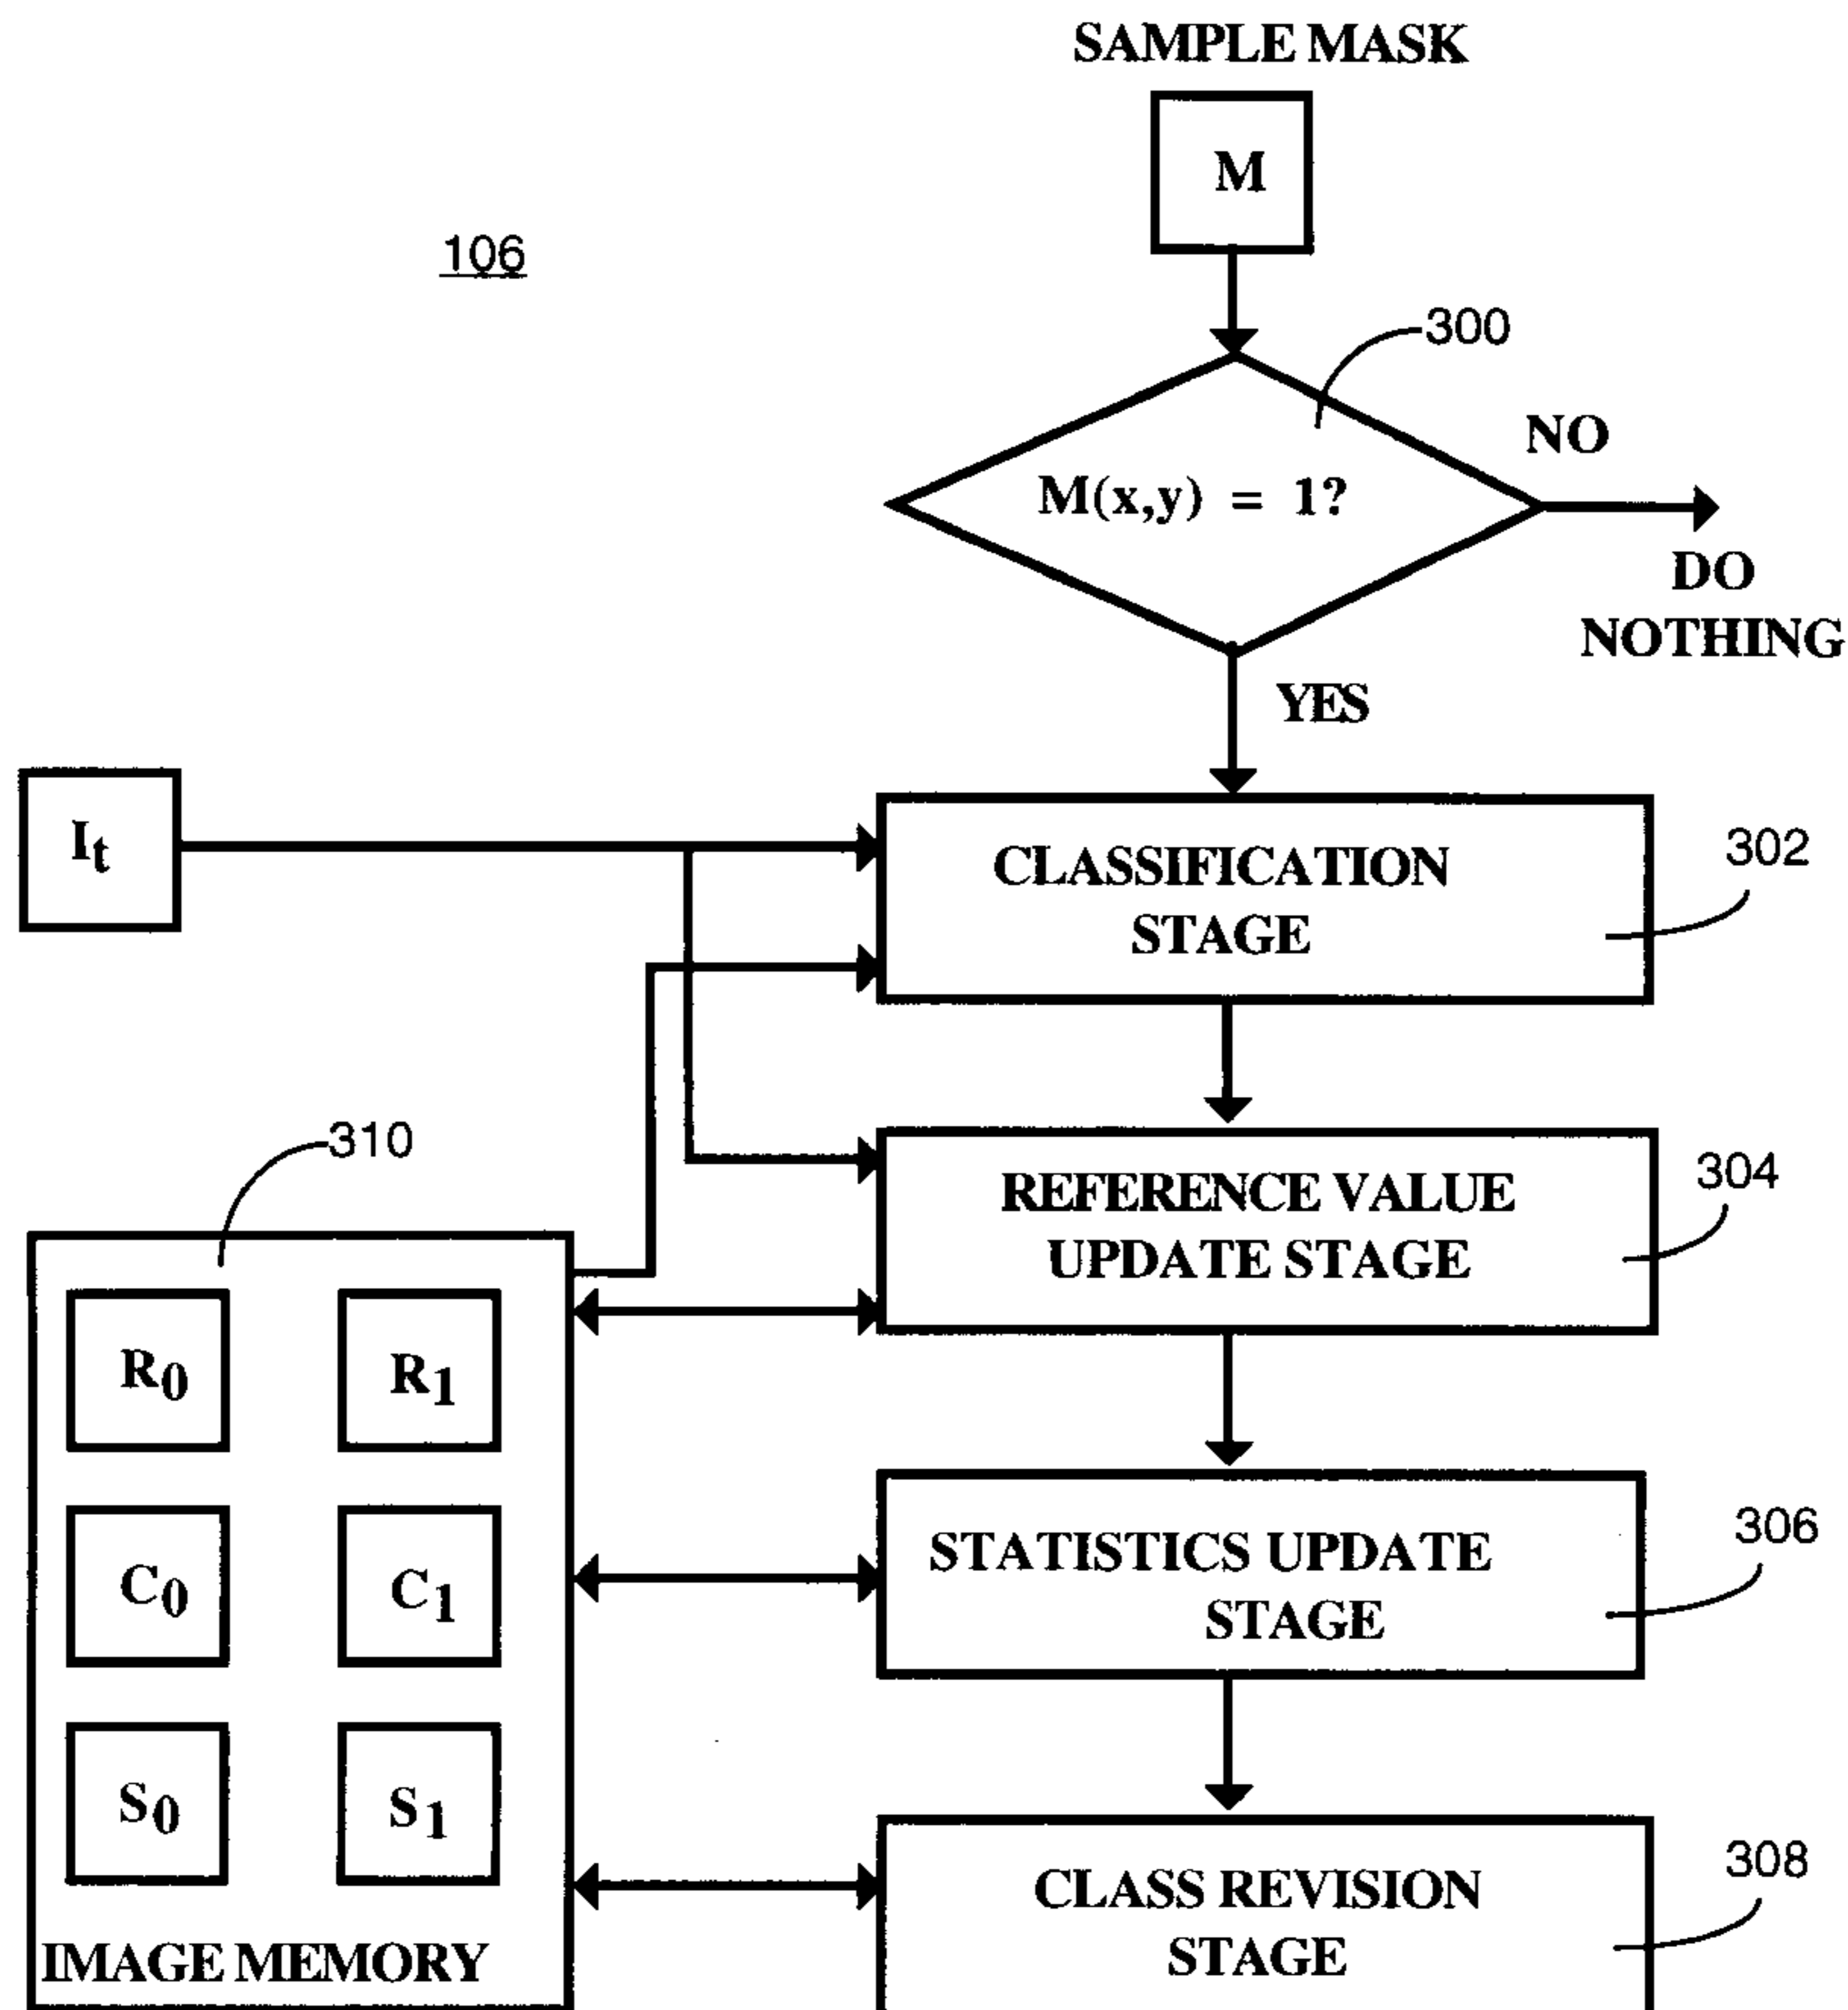 SAMPLE MASK
M
106
300
NO
M(x,y) = 1?
DO
NOTHING
YES
It
CLASSIFICATION
STAGE
302
310
REFERENCE VALUE
UPDATE STAGE
304
R0
R1
STATISTICS UPDATE
STAGE
306
C0
C1
S0
S1
CLASS REVISION
STAGE
308
IMAGE MEMORY